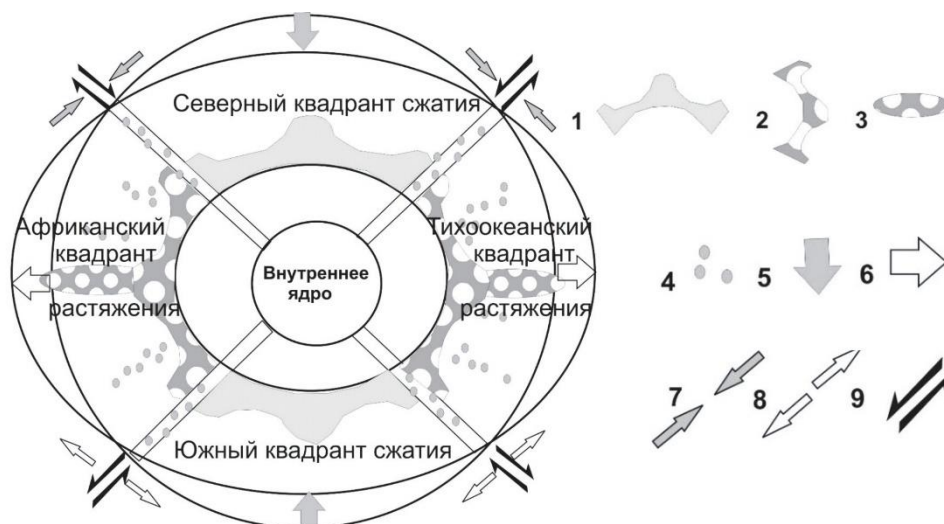 Северный квадрант сжатия
Африканский
квадрант
растяжения
Внутреннее
ядро
Тихоокеанский
квадрант
растяжения
Южный квадрант сжатия
1
2
3
4
5
6
7
8
9